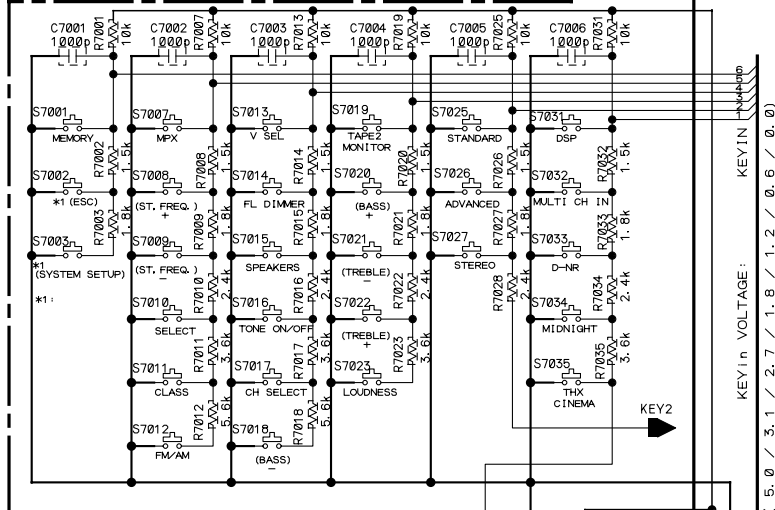 C7001 1000p R7001 10k
C7002 1000p R7007 10k
C7003 1000p R7013 10k
C7004 1000p R7019 10k
C7005 1000p R7025 10k
C7006 1000p R7031 10k
6
5
4
3
2
1
KEYIN
S7001 MEMORY
R7002 1.5k
S7002 *1 (ESC)
R7003 1.8k
S7003 *1 (SYSTEM SETUP)
*1:
S7007 MPX
R7008 1.5k
S7008 (ST. FREQ.) +
R7009 1.8k
S7009 (ST. FREQ.) −
R7010 2.4k
S7010 SELECT
R7011 3.6k
S7011 CLASS
R7012 5.6k
S7012 FM/AM
S7013 V SEL
R7014 1.5k
S7014 FL DIMMER
R7015 1.8k
S7015 SPEAKERS
R7016 2.4k
S7016 TONE ON/OFF
R7017 3.6k
S7017 CH SELECT
R7018 5.6k
S7018 (BASS) −
S7019 TAPE2 MONITOR
R7020 1.5k
S7020 (BASS) +
R7021 1.8k
S7021 (TREBLE) −
R7022 2.4k
S7022 (TREBLE) +
R7023 3.6k
S7023 LOUDNESS
S7025 STANDARD
R7026 1.5k
S7026 ADVANCED
R7027 1.8k
S7027 STEREO
R7028 2.4k
S7031 DSP
R7032 1.5k
S7032 MULTI CH IN
R7033 1.8k
S7033 D-NR
R7034 2.4k
S7034 MIDNIGHT
R7035 3.6k
S7035 THX CINEMA
KEY2
KEYin VOLTAGE:
5.0 / 3.1 / 2.7 / 1.8 / 1.2 / 0.6 / 0.0)